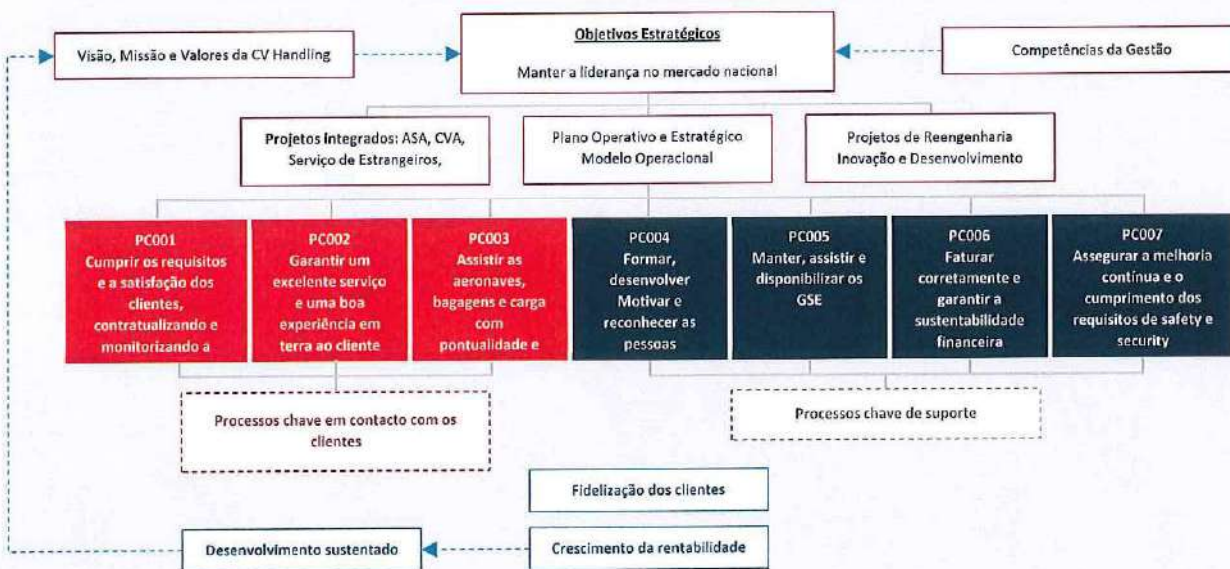 Visão, Missão e Valores da CV Handling
Objetivos Estratégicos
Manter a liderança no mercado nacional
Competências da Gestão
Projetos integrados: ASA, CVA,
Serviço de Estrangeiros,
Plano Operativo e Estratégico
Modelo Operacional
Projetos de Reengenharia
Inovação e Desenvolvimento
PC001
Cumprir os requisitos
e a satisfação dos
clientes,
contratualizando e
monitorizando a
PC002
Garantir um
excelente serviço
e uma boa
experiência em
terra ao cliente
PC003
Assistir as
aeronaves,
bagagens e carga
com
pontualidade e
PC004
Formar,
desenvolver
Motivar e
reconhecer as
pessoas
PC005
Manter, assistir e
disponibilizar os
GSE
PC006
Faturar
corretamente e
garantir a
sustentabilidade
financeira
PC007
Assegurar a melhoria
contínua e o
cumprimento dos
requisitos de safety e
security
Processos chave em contacto com os
clientes
Processos chave de suporte
Fidelização dos clientes
Desenvolvimento sustentado
Crescimento da rentabilidade